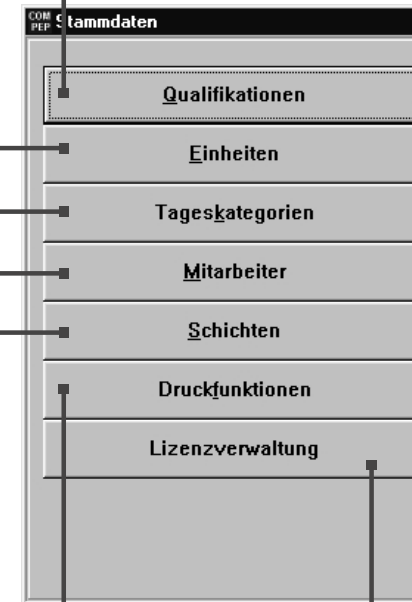 COM PEP Stammdaten
Qualifikationen
Einheiten
Tageskategorien
Mitarbeiter
Schichten
Druckfunktionen
Lizenzverwaltung